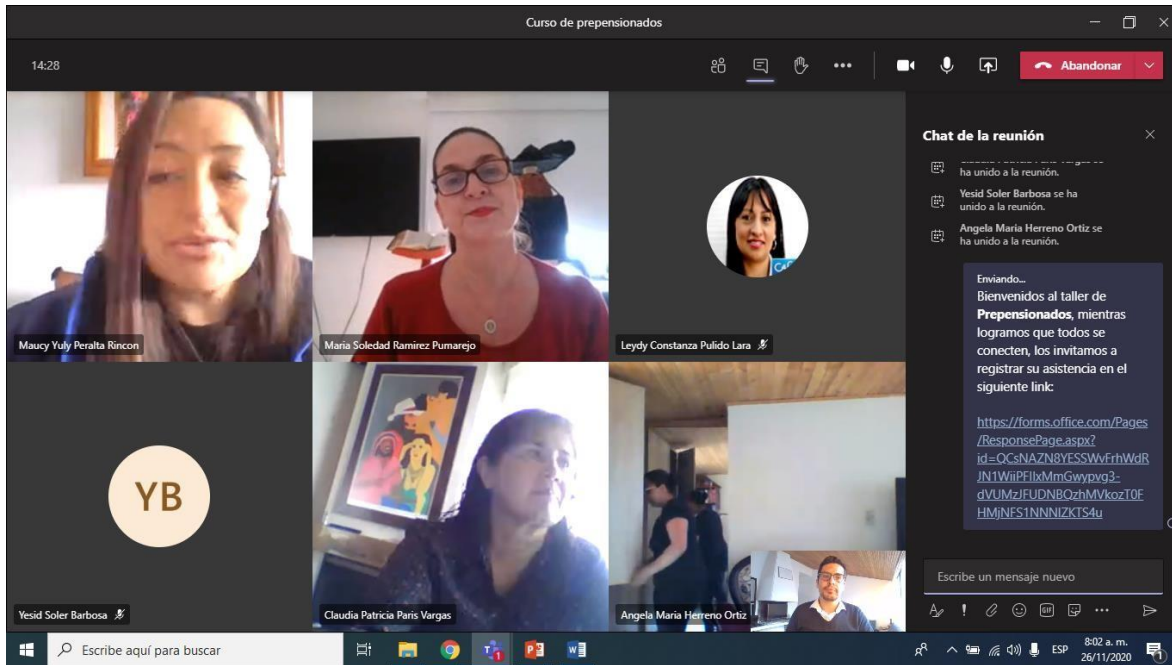 Curso de prepensionados
14:28
Abandonar
Maucy Yuly Peralta Rincon
Maria Soledad Ramirez Pumarejo
Leydy Constanza Pulido Lara
YB
Yesid Soler Barbosa
Claudia Patricia Paris Vargas
Angela Maria Herreno Ortiz
Chat de la reunión
ha unido a la reunión.
Yesid Soler Barbosa se ha
unido a la reunión.
Angela Maria Herreno Ortiz se
ha unido a la reunión.
Enviando...
Bienvenidos al taller de
Prepensionados, mientras
logramos que todos se
conecten, los invitamos a
registrar su asistencia en el
siguiente link:
https://forms.office.com/Pages
/ResponsePage.aspx?
id=QCsNAZN8YESSWvFrhWdR
JN1WiiPFIIxMmGwypvg3-
dVUMzJFUDNBQzhMVkozT0F
HMjNFS1NNNIZKTS4u
Escribe un mensaje nuevo
GIF
Escribe aquí para buscar
ESP
8:02 a. m.
26/11/2020